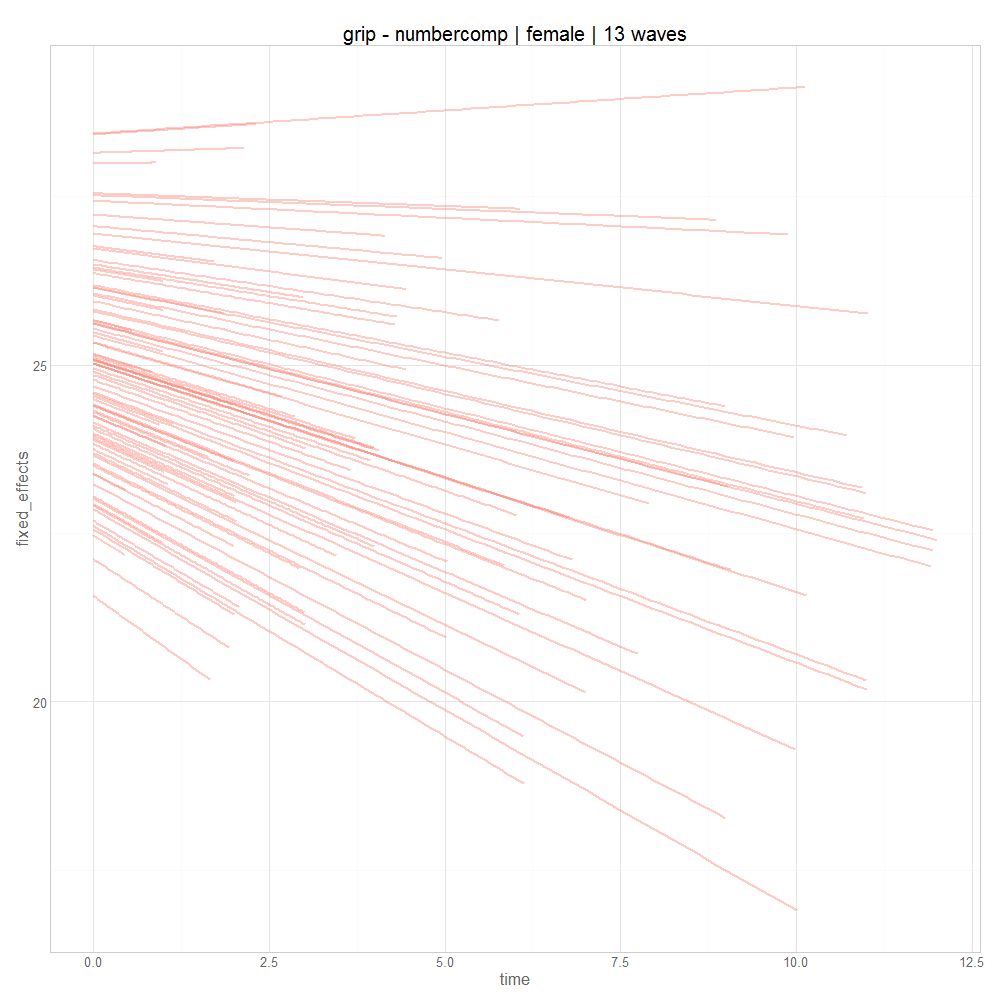 grip - numbercomp | female | 13 waves
fixed_effects
25
20
0.0 2.5 5.0 7.5 10.0 12.5
time